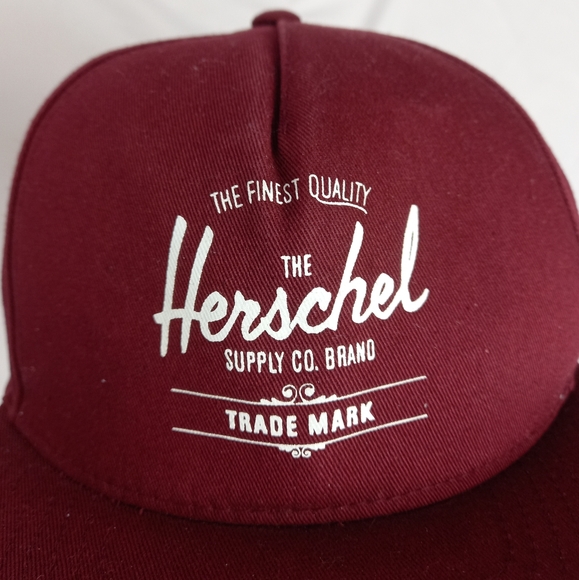 THE FINEST QUALITY
THE
Herschel
SUPPLY CO. BRAND
TRADE MARK